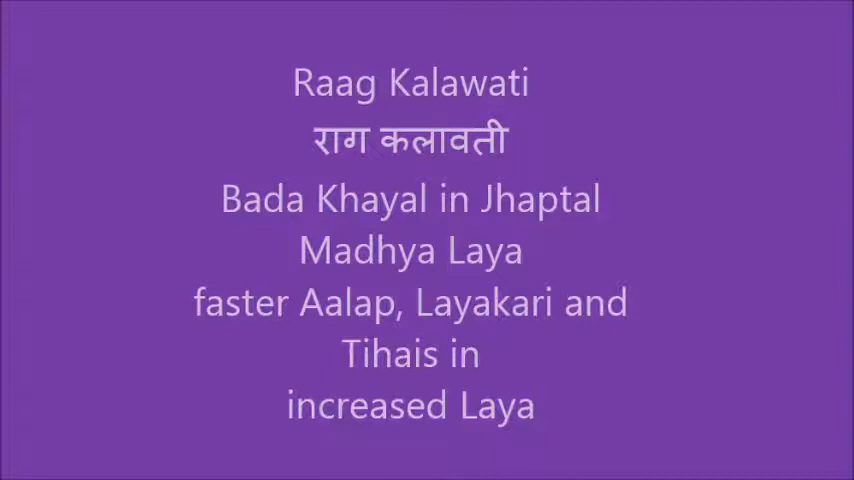 Raag Kalawati
राग कलावती
Bada Khayal in Jhaptal
Madhya Laya
faster Aalap, Layakari and
Tihais in
increased Laya